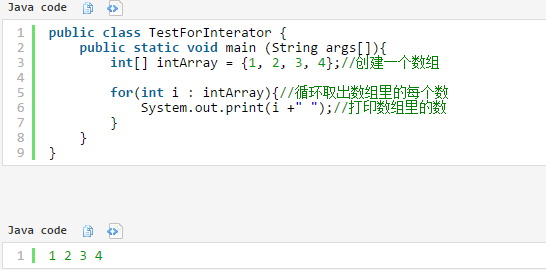 Java code
1 public class TestForInterator {
2 public static void main (String args[]){
3 int[] intArray = {1, 2, 3, 4};//创建一个数组
4
5 for(int i : intArray){//循环取出数组里的每个数
6 System.out.print(i +" ");//打印数组里的数
7 }
8 }
9 }
Java code
1 1 2 3 4